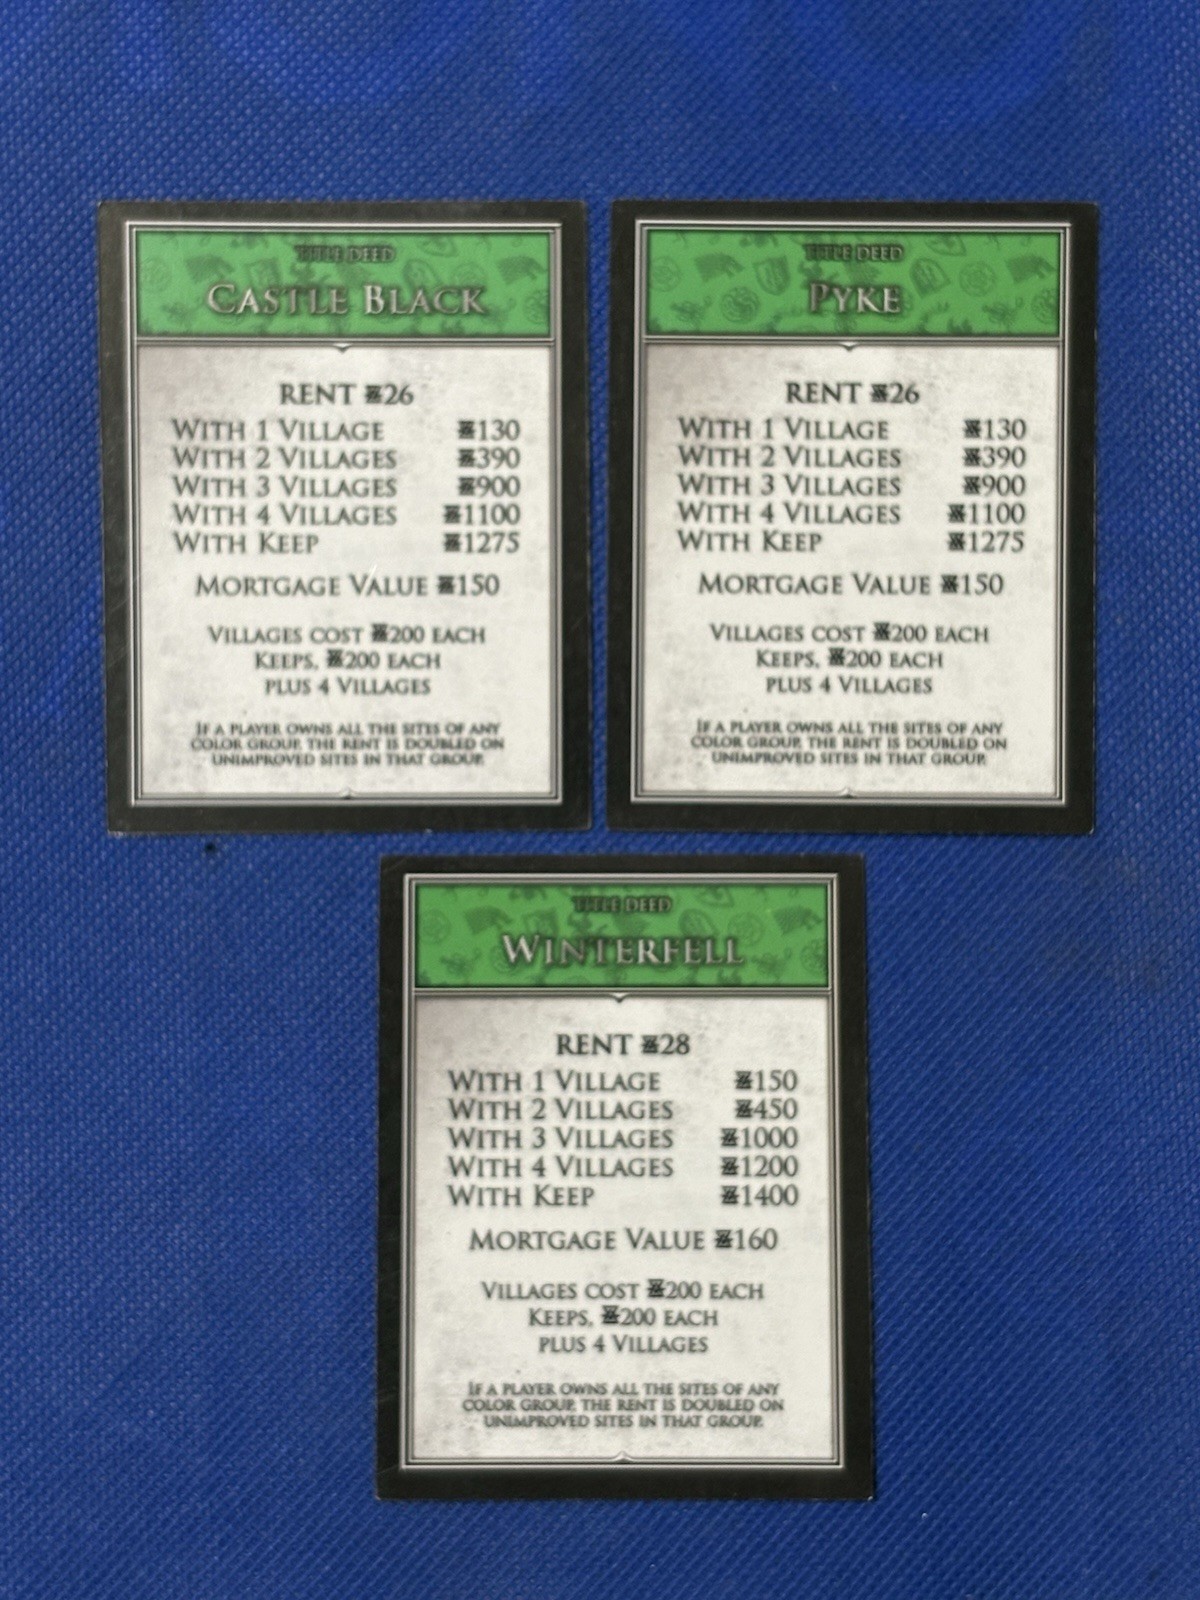 TITLE DEED
CASTLE BLACK
RENT 26
WITH 1 VILLAGE 130
WITH 2 VILLAGES 390
WITH 3 VILLAGES 900
WITH 4 VILLAGES 1100
WITH KEEP 1275
MORTGAGE VALUE 150
VILLAGES COST 200 EACH
KEEPS, 200 EACH
PLUS 4 VILLAGES
IF A PLAYER OWNS ALL THE SITES OF ANY
COLOR GROUP, THE RENT IS DOUBLED ON
UNIMPROVED SITES IN THAT GROUP.
TITLE DEED
PYKE
RENT 26
WITH 1 VILLAGE 130
WITH 2 VILLAGES 390
WITH 3 VILLAGES 900
WITH 4 VILLAGES 1100
WITH KEEP 1275
MORTGAGE VALUE 150
VILLAGES COST 200 EACH
KEEPS, 200 EACH
PLUS 4 VILLAGES
IF A PLAYER OWNS ALL THE SITES OF ANY
COLOR GROUP, THE RENT IS DOUBLED ON
UNIMPROVED SITES IN THAT GROUP.
TITLE DEED
WINTERFELL
RENT 28
WITH 1 VILLAGE 150
WITH 2 VILLAGES 450
WITH 3 VILLAGES 1000
WITH 4 VILLAGES 1200
WITH KEEP 1400
MORTGAGE VALUE 160
VILLAGES COST 200 EACH
KEEPS, 200 EACH
PLUS 4 VILLAGES
IF A PLAYER OWNS ALL THE SITES OF ANY
COLOR GROUP, THE RENT IS DOUBLED ON
UNIMPROVED SITES IN THAT GROUP.